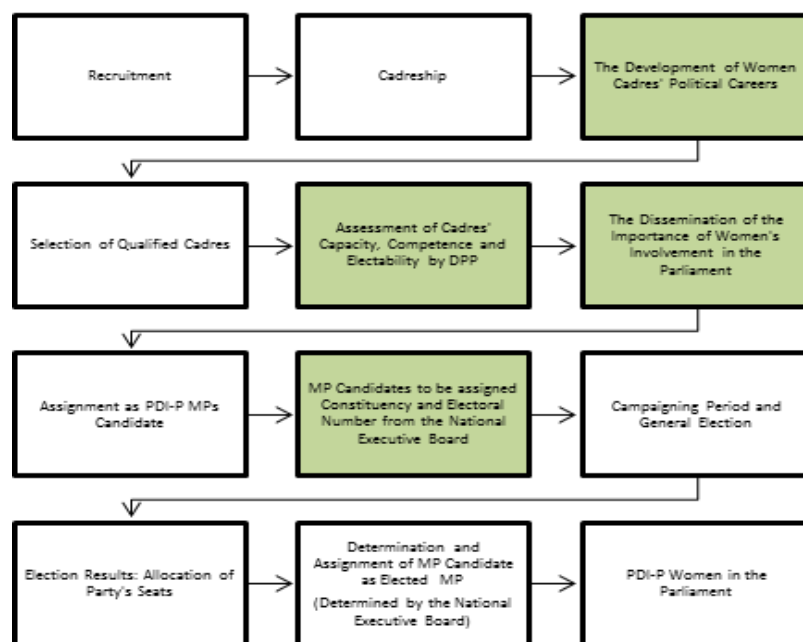 Recruitment
Cadreship
The Development of Women
Cadres' Political Careers
Selection of Qualified Cadres
Assessment of Cadres'
Capacity, Competence and
Electability by DPP
The Dissemination of the
Importance of Women's
Involvement in the
Parliament
Assignment as PDI-P MPs
Candidate
MP Candidates to be assigned
Constituency and Electoral
Number from the National
Executive Board
Campaigning Period and
General Election
Election Results: Allocation of
Party's Seats
Determination and
Assignment of MP Candidate
as Elected MP
(Determined by the National
Executive Board)
PDI-P Women in the
Parliament